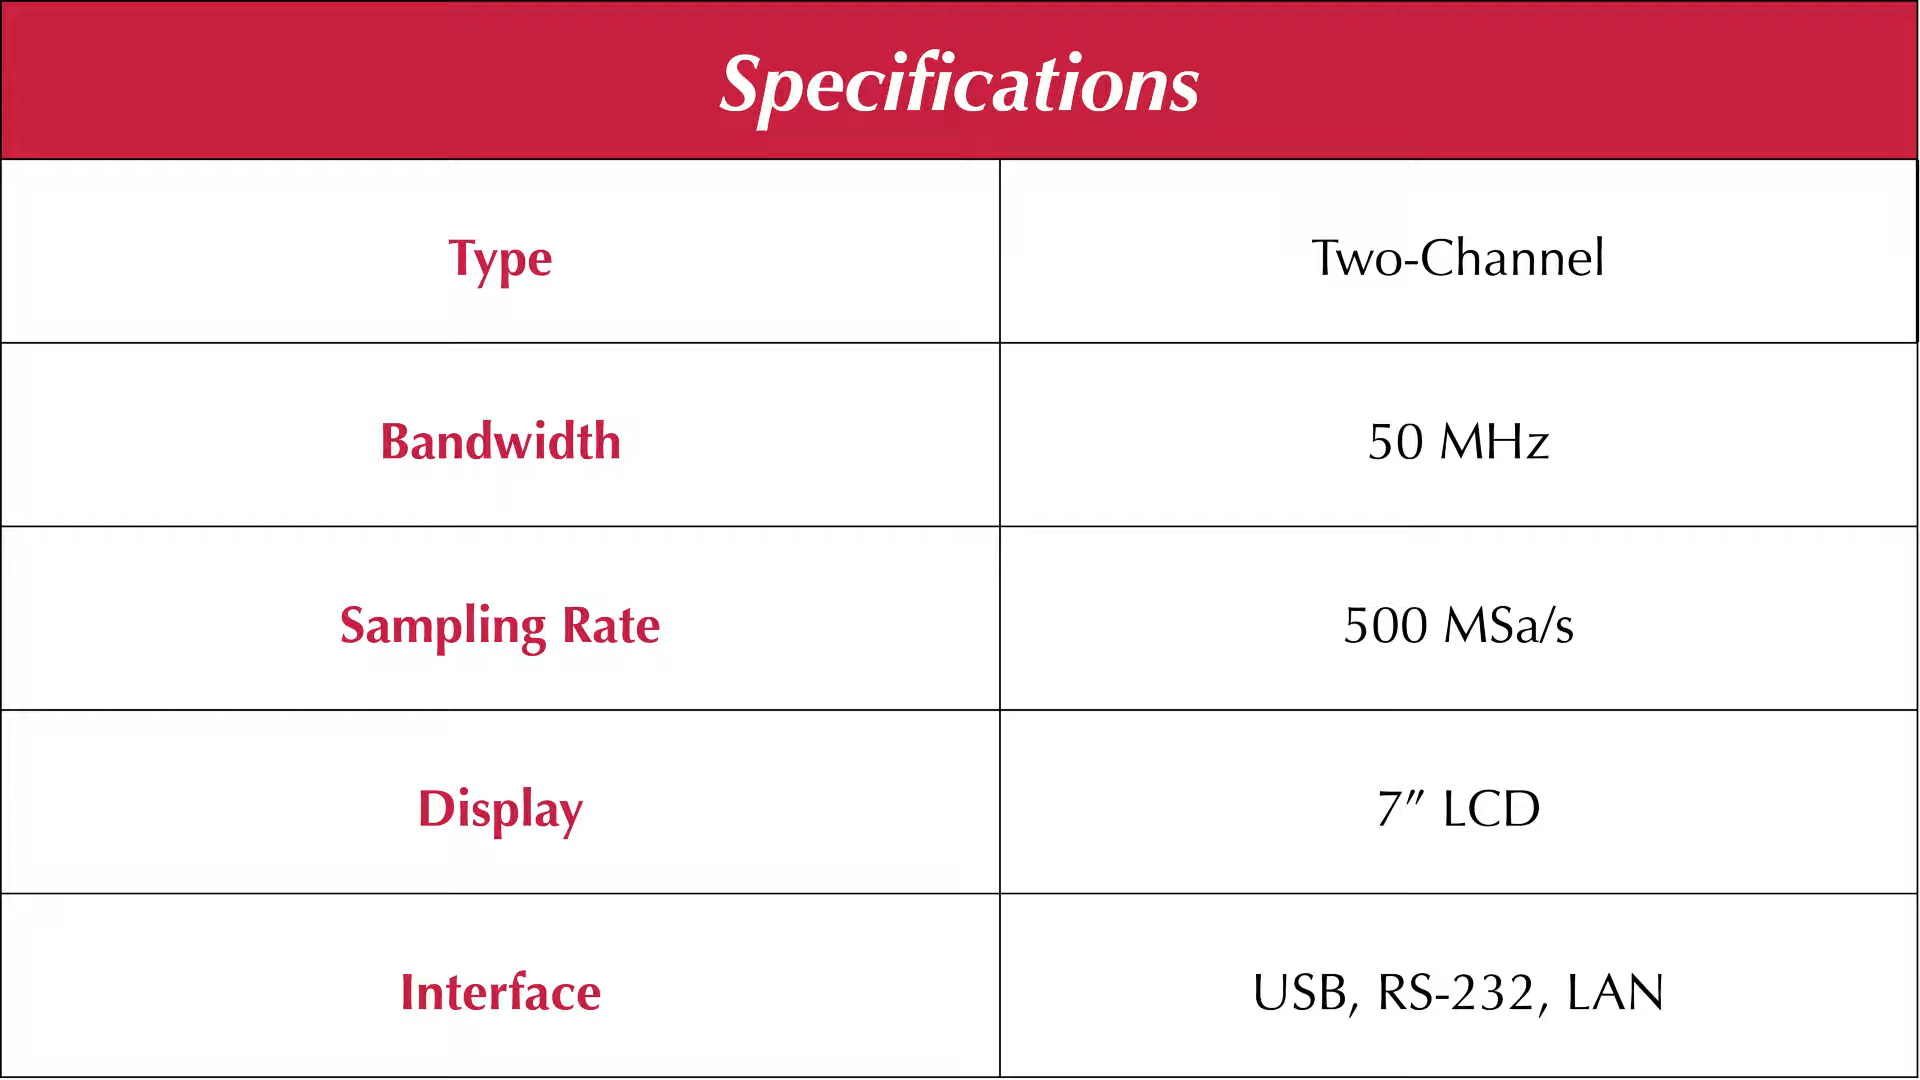 Specifications
Type
Two-Channel
Bandwidth
50 MHz
Sampling Rate
500 MSa/s
Display
7″ LCD
Interface
USB, RS-232, LAN